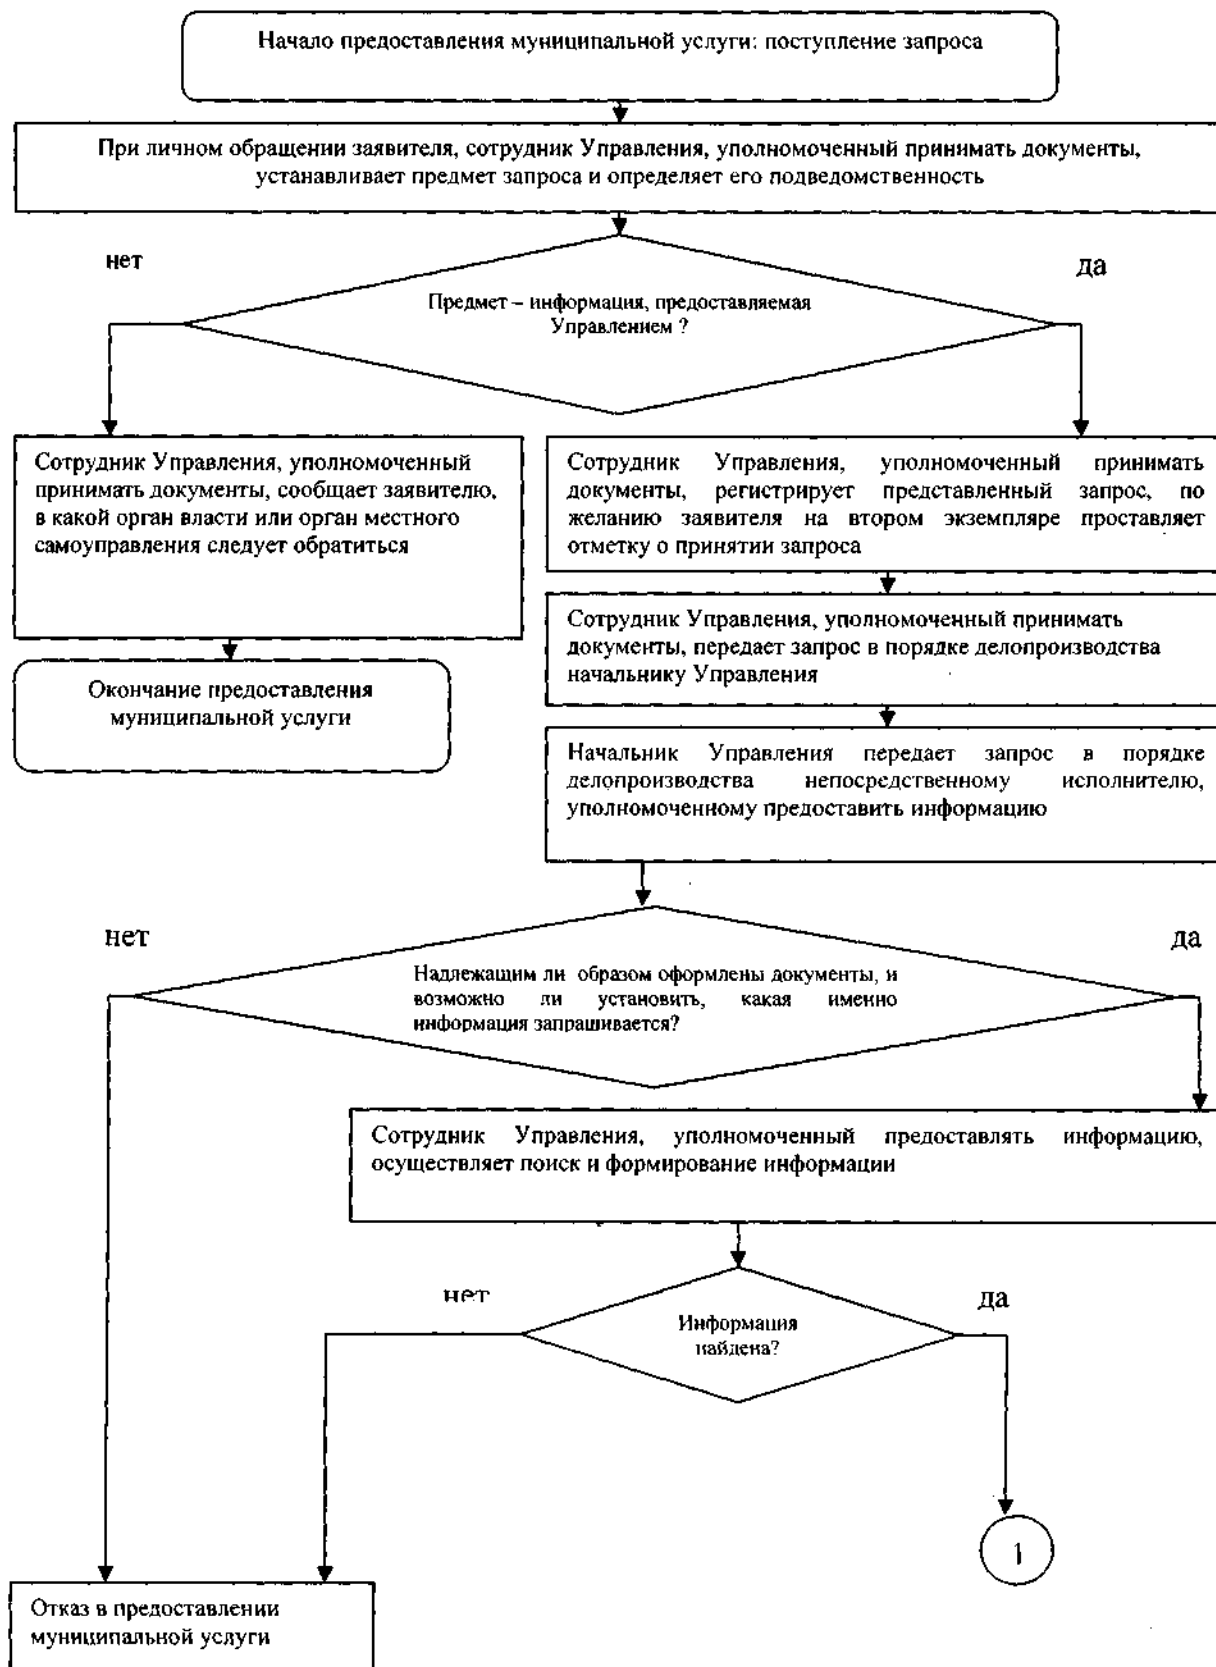 Начало предоставления муниципальной услуги: поступление запроса
При личном обращении заявителя, сотрудник Управления, уполномоченный принимать документы,
устанавливает предмет запроса и определяет его подведомственность
нет
да
Предмет – информация, предоставляемая
Управлением ?
Сотрудник Управления, уполномоченный
принимать документы, сообщает заявителю,
в какой орган власти или орган местного
самоуправления следует обратиться
Окончание предоставления
муниципальной услуги
Сотрудник Управления, уполномоченный принимать
документы, регистрирует представленный запрос, по
желанию заявителя на втором экземпляре проставляет
отметку о принятии запроса
Сотрудник Управления, уполномоченный принимать
документы, передает запрос в порядке делопроизводства
начальнику Управления
Начальник Управления передает запрос в порядке
делопроизводства непосредственному исполнителю,
уполномоченному предоставить информацию
нет
да
Надлежащим ли образом оформлены документы, и
возможно ли установить, какая именно
информация запрашивается?
Сотрудник Управления, уполномоченный предоставлять информацию,
осуществляет поиск и формирование информации
нет
да
Информация
найдена?
1
Отказ в предоставлении
муниципальной услуги